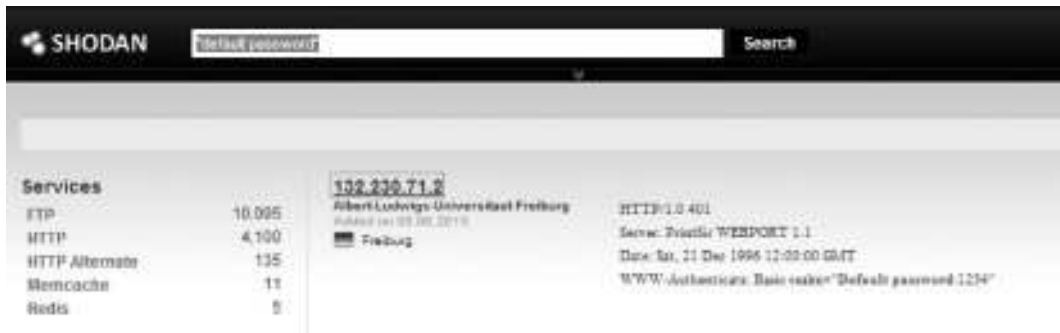 SHODAN
"default password"
Search
Services
FTP 10,095
HTTP 4,100
HTTP Alternate 135
Memcache 11
Redis 5
132.230.71.2
Albert-Ludwigs-Universitaet Freiburg
Added on
Freiburg
HTTP/1.0 401
Server: PrintSir WEBPORT 1.1
Date: Sat, 21 Dec 1996 12:00:00 GMT
WWW-Authenticate: Basic realm="Default password:1234"